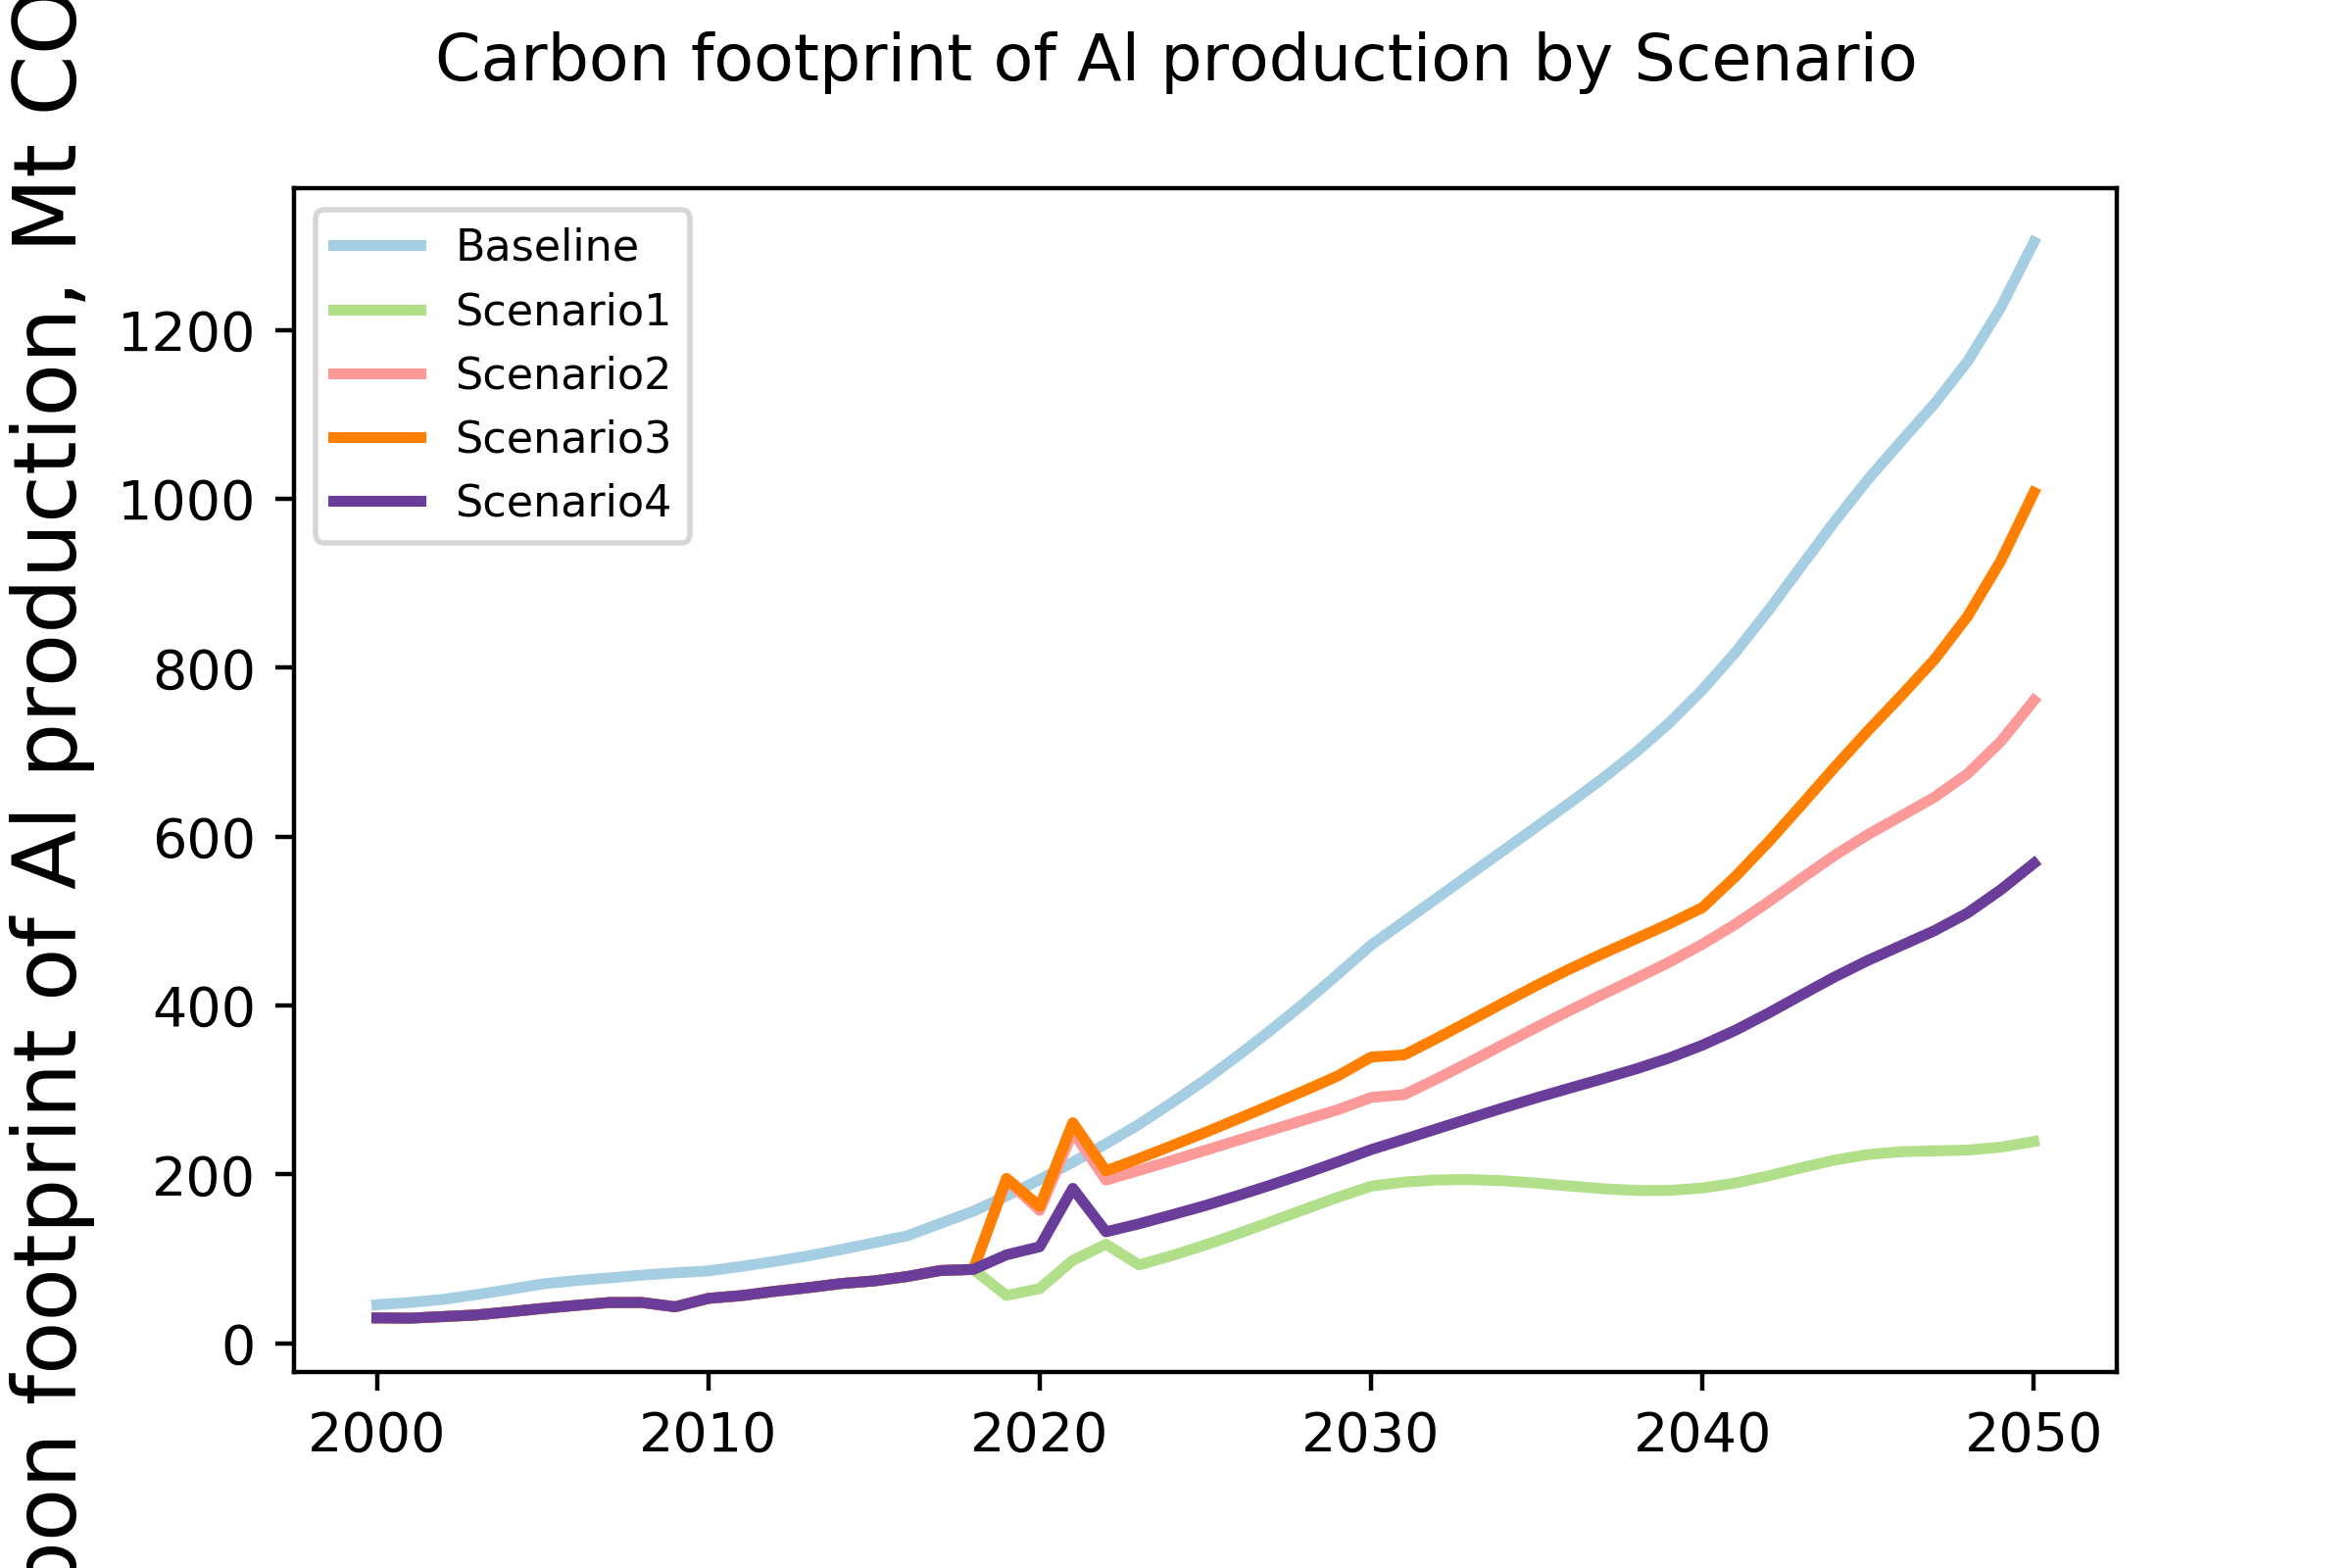 Carbon footprint of Al production by Scenario
footprint of Al production, Mt
1200
1000
800
600
400
200
0
Baseline
Scenario1
Scenario2
Scenario3
Scenario4
2000 2010 2020 2030 2040 2050